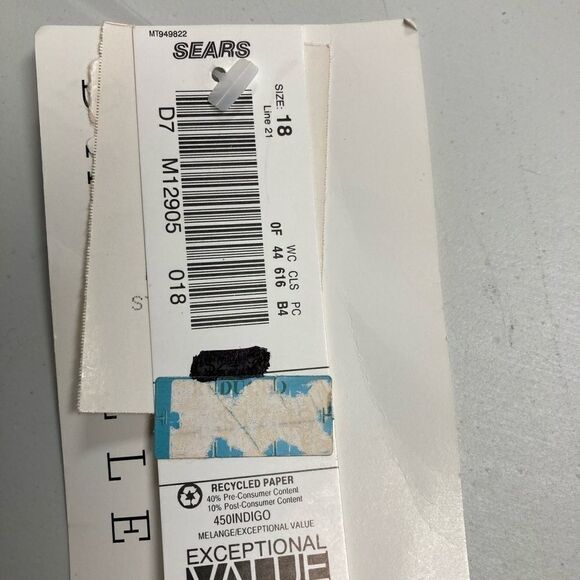 MT949822
SEARS
SIZE: 18
Line 21
D7 M12905 018
WC CLS PC
0F 44 616 B4
RECYCLED PAPER
40% Pre-Consumer Content
10% Post-Consumer Content
450INDIGO
MELANGE/EXCEPTIONAL VALUE
EXCEPTIONAL
VALUE
L L E